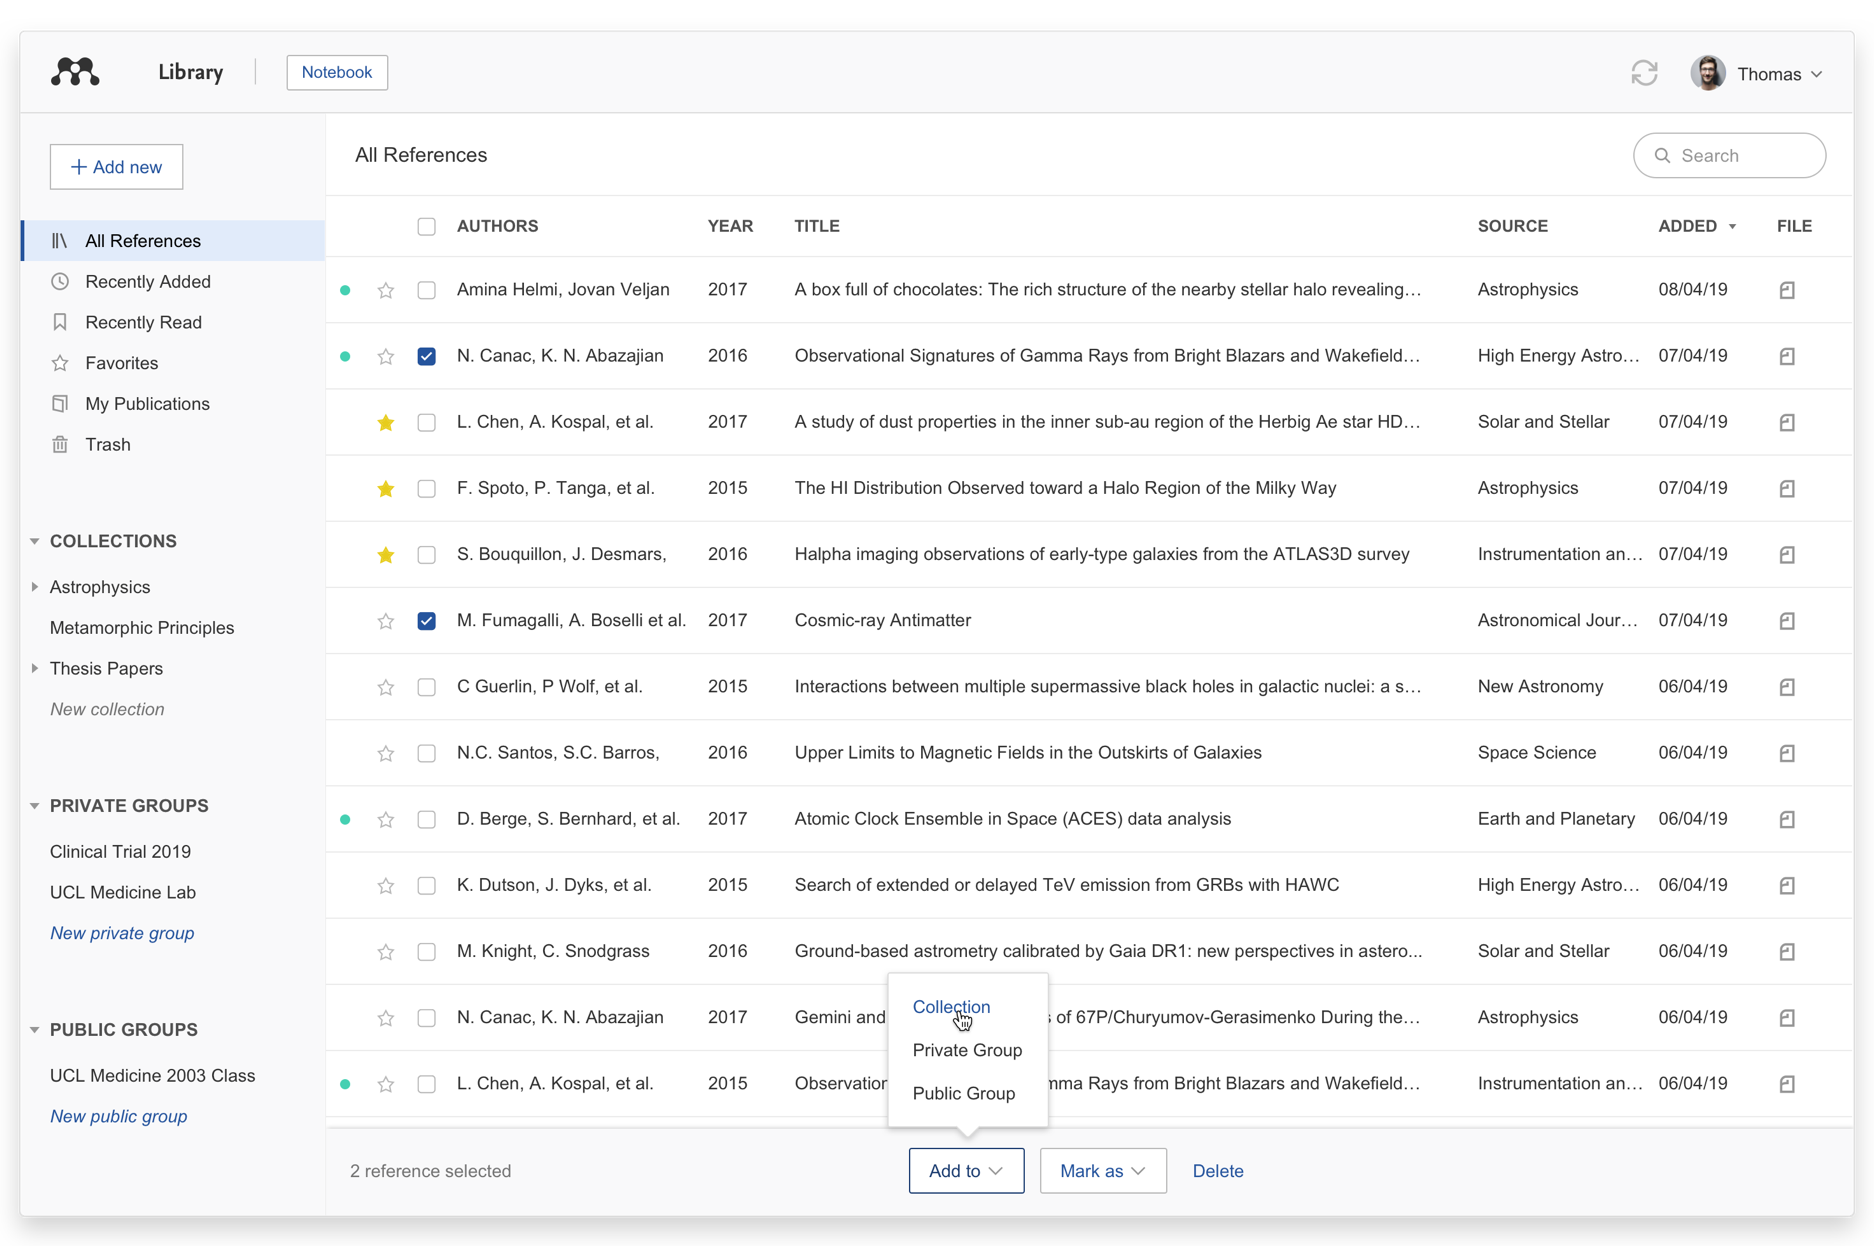 Library
Notebook
Thomas
+ Add new
All References
Recently Added
Recently Read
Favorites
My Publications
Trash
COLLECTIONS
Astrophysics
Metamorphic Principles
Thesis Papers
New collection
PRIVATE GROUPS
Clinical Trial 2019
UCL Medicine Lab
New private group
PUBLIC GROUPS
UCL Medicine 2003 Class
New public group
All References
Search
AUTHORS YEAR TITLE SOURCE ADDED FILE
Amina Helmi, Jovan Veljan 2017 A box full of chocolates: The rich structure of the nearby stellar halo revealing… Astrophysics 08/04/19
N. Canac, K. N. Abazajian 2016 Observational Signatures of Gamma Rays from Bright Blazars and Wakefield… High Energy Astro… 07/04/19
L. Chen, A. Kospal, et al. 2017 A study of dust properties in the inner sub-au region of the Herbig Ae star HD… Solar and Stellar 07/04/19
F. Spoto, P. Tanga, et al. 2015 The HI Distribution Observed toward a Halo Region of the Milky Way Astrophysics 07/04/19
S. Bouquillon, J. Desmars, 2016 Halpha imaging observations of early-type galaxies from the ATLAS3D survey Instrumentation an… 07/04/19
M. Fumagalli, A. Boselli et al. 2017 Cosmic-ray Antimatter Astronomical Jour… 07/04/19
C Guerlin, P Wolf, et al. 2015 Interactions between multiple supermassive black holes in galactic nuclei: a s… New Astronomy 06/04/19
N.C. Santos, S.C. Barros, 2016 Upper Limits to Magnetic Fields in the Outskirts of Galaxies Space Science 06/04/19
D. Berge, S. Bernhard, et al. 2017 Atomic Clock Ensemble in Space (ACES) data analysis Earth and Planetary 06/04/19
K. Dutson, J. Dyks, et al. 2015 Search of extended or delayed TeV emission from GRBs with HAWC High Energy Astro… 06/04/19
M. Knight, C. Snodgrass 2016 Ground-based astrometry calibrated by Gaia DR1: new perspectives in astero... Solar and Stellar 06/04/19
N. Canac, K. N. Abazajian 2017 Gemini and of 67P/Churyumov-Gerasimenko During the… Astrophysics 06/04/19
L. Chen, A. Kospal, et al. 2015 Rays from Bright Blazars and Wakefield… Instrumentation an… 06/04/19
Collection
Private Group
Public Group
2 reference selected
Add to
Mark as
Delete